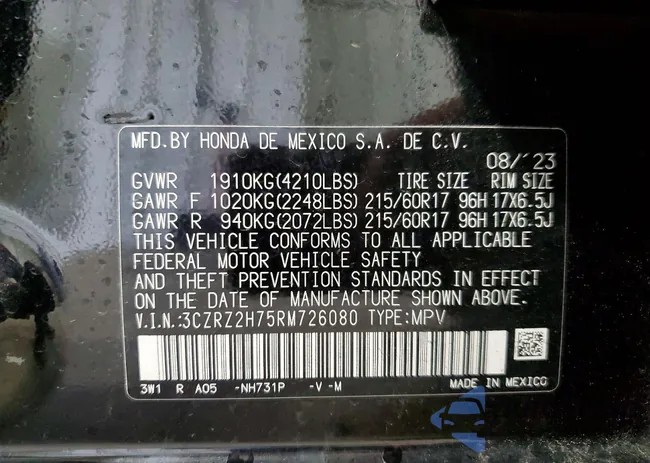 MFD.BY HONDA DE MEXICO S.A. DE C.V.
08/'23
GVWR 1910KG(4210LBS) TIRE SIZE RIM SIZE
GAWR F 1020KG(2248LBS) 215/60R17 96H 17X6.5J
GAWR R 940KG(2072LBS) 215/60R17 96H 17X6.5J
THIS VEHICLE CONFORMS TO ALL APPLICABLE
FEDERAL MOTOR VEHICLE SAFETY
AND THEFT PREVENTION STANDARDS IN EFFECT
ON THE DATE OF MANUFACTURE SHOWN ABOVE.
V.I.N.:3CZRZ2H75RM726080 TYPE:MPV
3W1 R A05 -NH731P -V-M MADE IN MEXICO